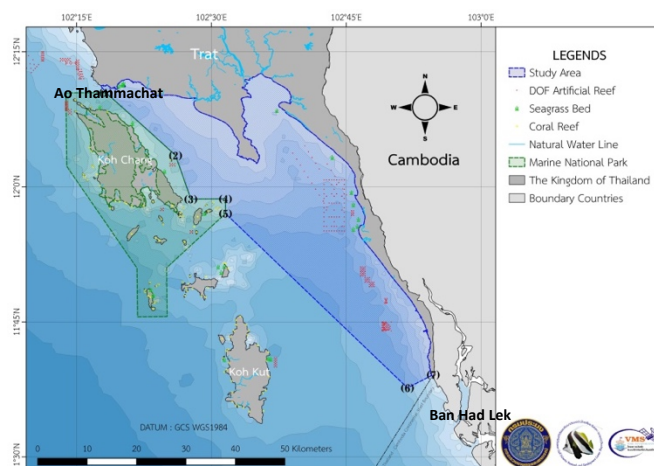 102°15'E
102°30'E
102°45'E
103°0'E
12°15'N
12°0'N
11°45'N
1°30'N
Trat
Ao Thammachat
Koh Chang
Cambodia
Koh Kut
Ban Had Lek
(2)
(3)
(4)
(5)
(6)
(7)
N
W
E
S
DATUM : GCS WGS1984
0 10 20 30 40 50 Kilometers
LEGENDS
Study Area
DOF Artificial Reef
Seagrass Bed
Coral Reef
Natural Water Line
Marine National Park
The Kingdom of Thailand
Boundary Countries
VMS